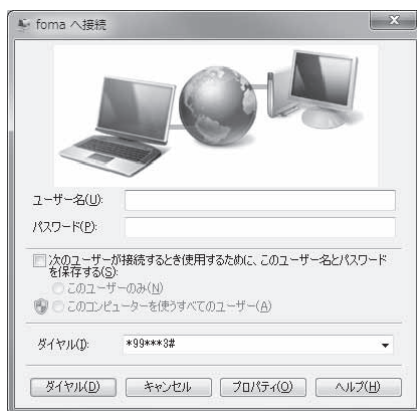 foma へ接続
ユーザー名(U):
パスワード(P):
次のユーザーが接続するとき使用するために、このユーザー名とパスワード
を保存する(S):
このユーザーのみ(N)
このコンピューターを使うすべてのユーザー(A)
ダイヤル(I):
*99***3#
ダイヤル(D) キャンセル プロパティ(O) ヘルプ(H)